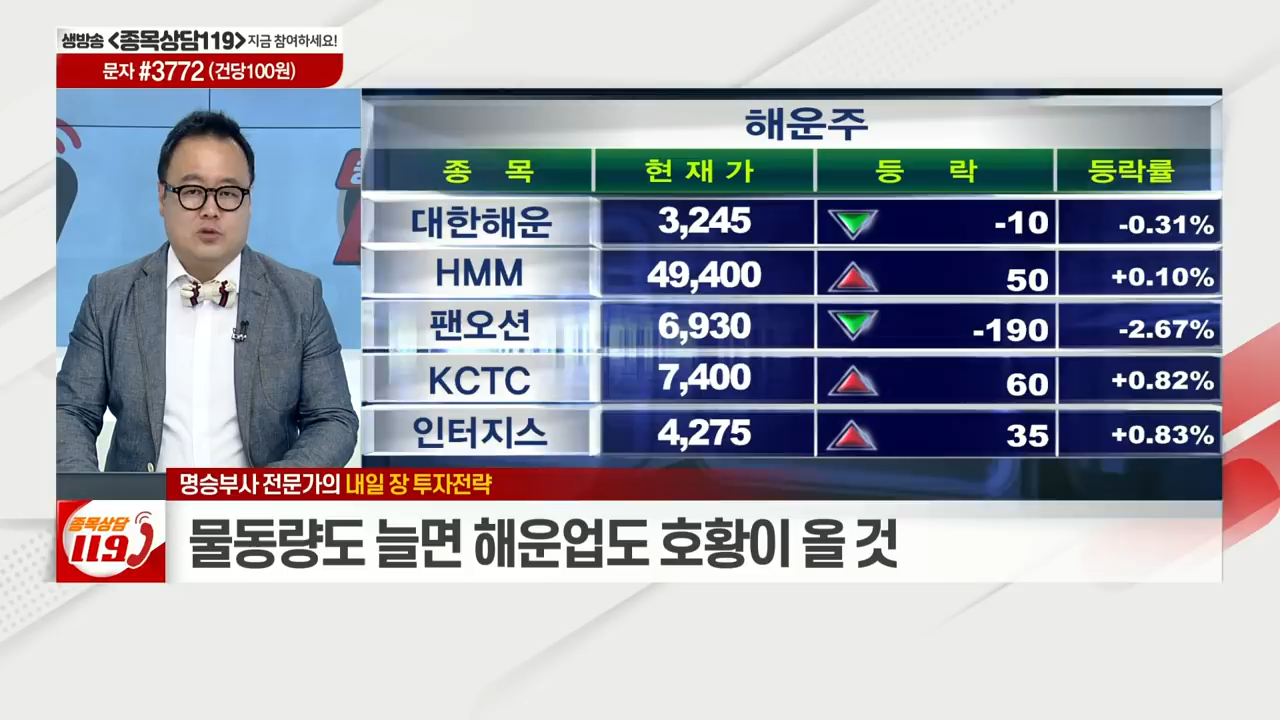 생방송 <종목상담119> 지금 참여하세요!
문자 #3772 (건당100원)
해운주
종 목 현 재 가 등 락 등락률
대한해운 3,245 -10 -0.31%
HMM 49,400 50 +0.10%
팬오션 6,930 -190 -2.67%
KCTC 7,400 60 +0.82%
인터지스 4,275 35 +0.83%
명승부사 전문가의 내일 장 투자전략
종목상담
119
물동량도 늘면 해운업도 호황이 올 것